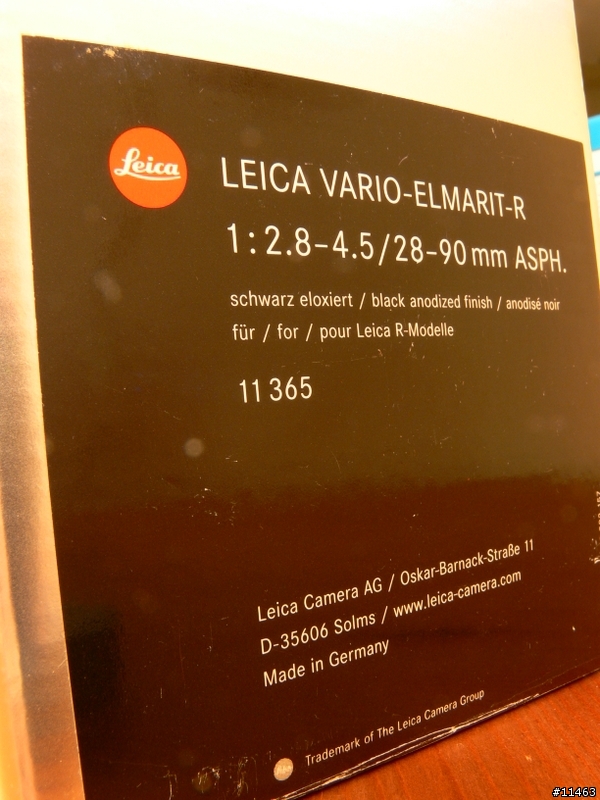 Leica
LEICA VARIO-ELMARIT-R
1:2.8-4.5/28-90 mm ASPH.
schwarz eloxiert / black anodized finish / anodisé noir
für / for / pour Leica R-Modelle
11 365
Leica Camera AG / Oskar-Barnack-Straße 11
D-35606 Solms / www.leica-camera.com
Made in Germany
Leica Trademark of The Leica Camera Group
#11463